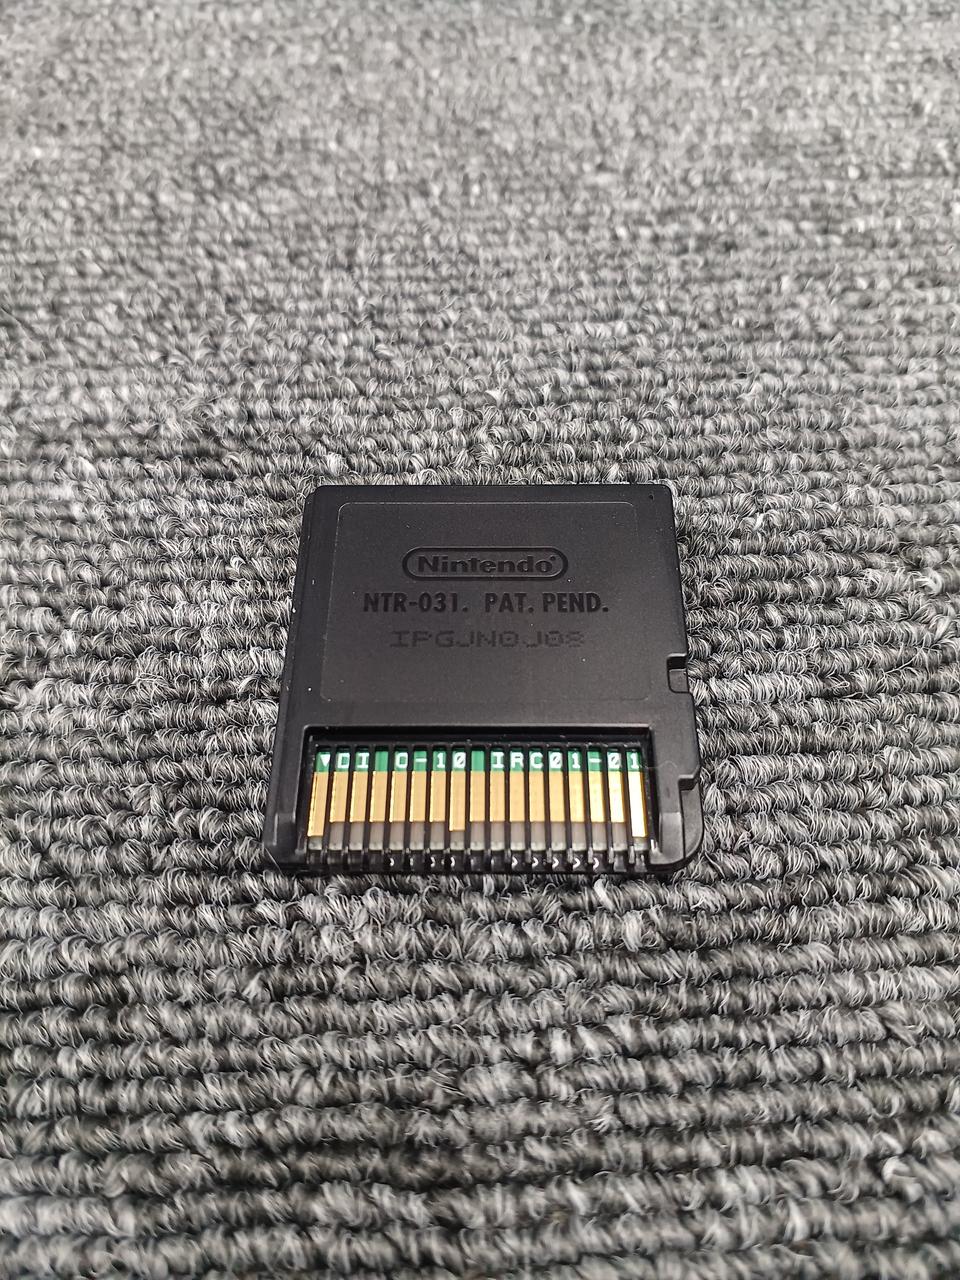 Nintendo®
NTR-031. PAT. PEND.
IPGJN0J08
▼DI C-10 IRC01-01